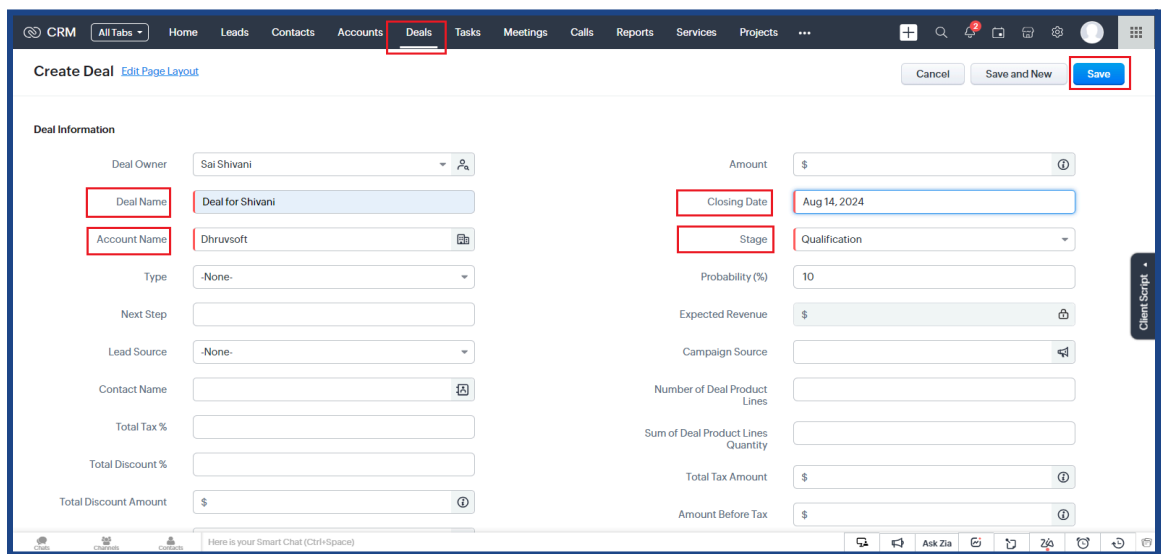 CRM All Tabs Home Leads Contacts Accounts Deals Tasks Meetings Calls Reports Services Projects ••• 2
Create Deal Edit Page Layout Cancel Save and New Save
Deal Information
Deal Owner Sai Shivani Amount $
Deal Name Deal for Shivani Closing Date Aug 14, 2024
Account Name Dhruvsoft Stage Qualification
Type -None- Probability (%) 10
Next Step Expected Revenue $
Lead Source -None- Campaign Source
Contact Name Number of Deal Product
Lines
Total Tax % Sum of Deal Product Lines
Quantity
Total Discount % Total Tax Amount $
Total Discount Amount $ Amount Before Tax $
Client Script
Chats Channels Contacts Here is your Smart Chat (Ctrl+Space) Ask Zia